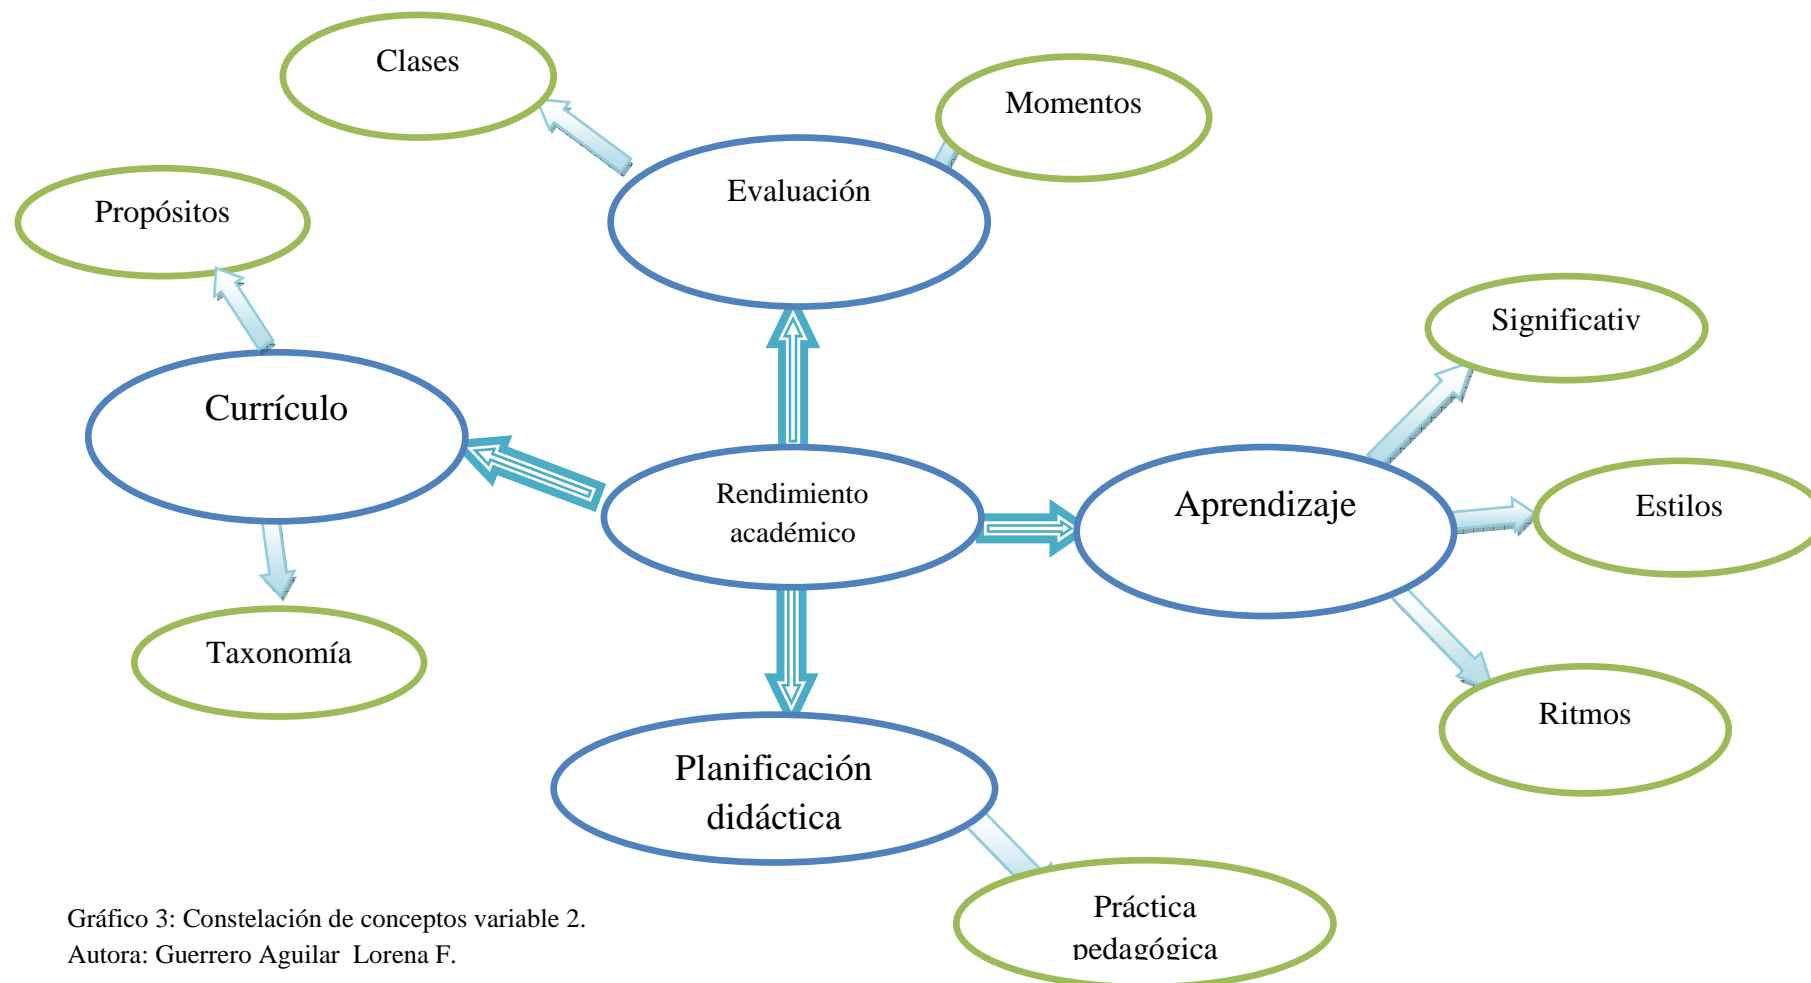 Clases
Momentos
Evaluación
Propósitos
Significativ
Currículo
Rendimiento
académico
Aprendizaje
Estilos
Taxonomía
Ritmos
Planificación
didáctica
Práctica
pedagógica
Gráfico 3: Constelación de conceptos variable 2.
Autora: Guerrero Aguilar  Lorena F.